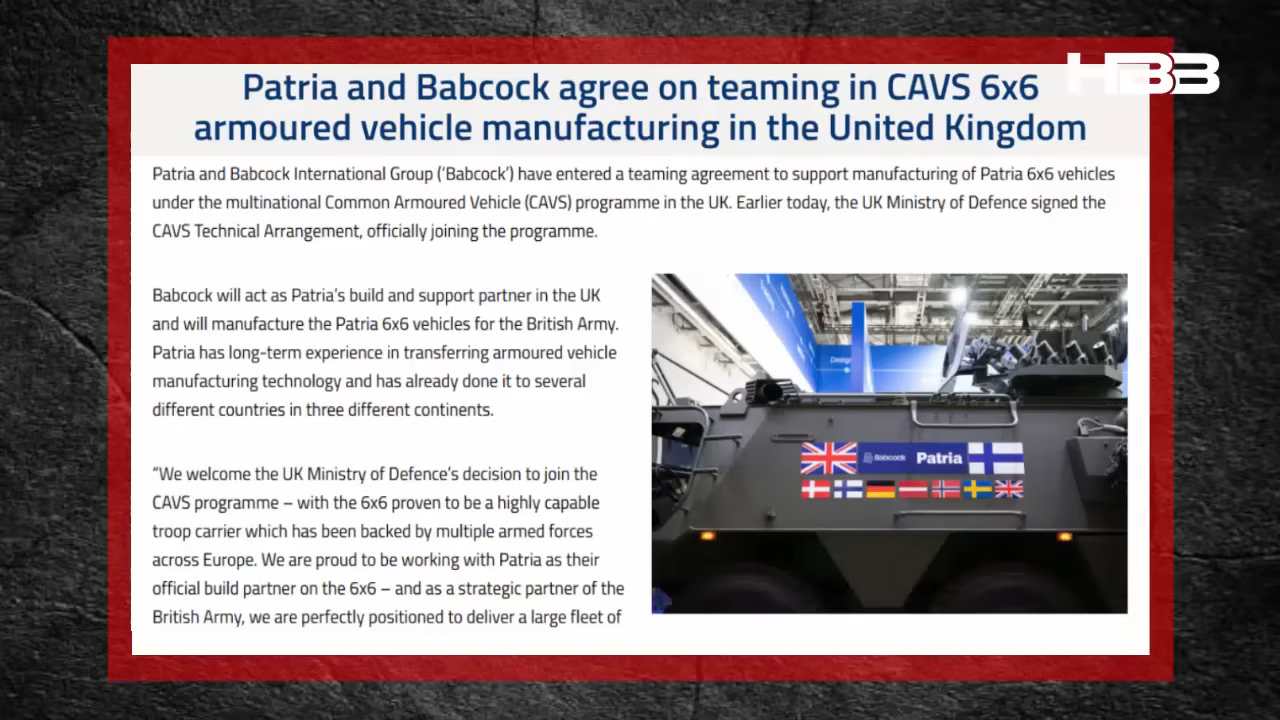 HBB
Patria and Babcock agree on teaming in CAVS 6x6
armoured vehicle manufacturing in the United Kingdom
Patria and Babcock International Group (‘Babcock’) have entered a teaming agreement to support manufacturing of Patria 6x6 vehicles
under the multinational Common Armoured Vehicle (CAVS) programme in the UK. Earlier today, the UK Ministry of Defence signed the
CAVS Technical Arrangement, officially joining the programme.
Babcock will act as Patria’s build and support partner in the UK
and will manufacture the Patria 6x6 vehicles for the British Army.
Patria has long-term experience in transferring armoured vehicle
manufacturing technology and has already done it to several
different countries in three different continents.
“We welcome the UK Ministry of Defence’s decision to join the
CAVS programme – with the 6x6 proven to be a highly capable
troop carrier which has been backed by multiple armed forces
across Europe. We are proud to be working with Patria as their
official build partner on the 6x6 – and as a strategic partner of the
British Army, we are perfectly positioned to deliver a large fleet of
Design
Babcock Patria